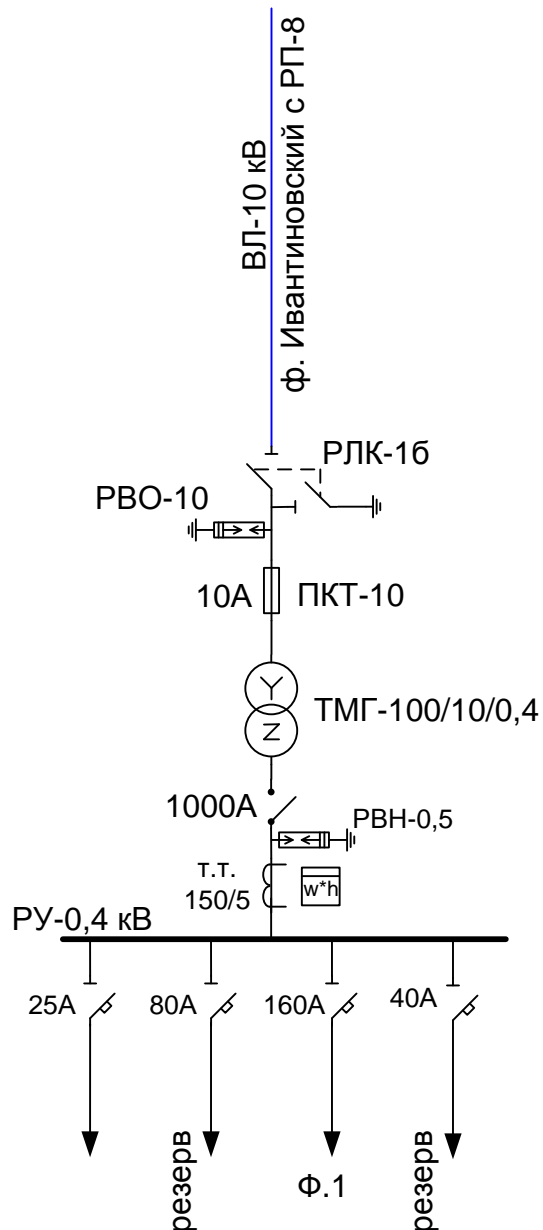 ВЛ-10 кВ
ф. Ивантиновский с РП-8
РЛК-1б
РВО-10
10А
ПКТ-10
ТМГ-100/10/0,4
1000А
РВН-0,5
т.т.
150/5
w*h
РУ-0,4 кВ
25А
80А
160А
40А
резерв
Ф.1
резерв